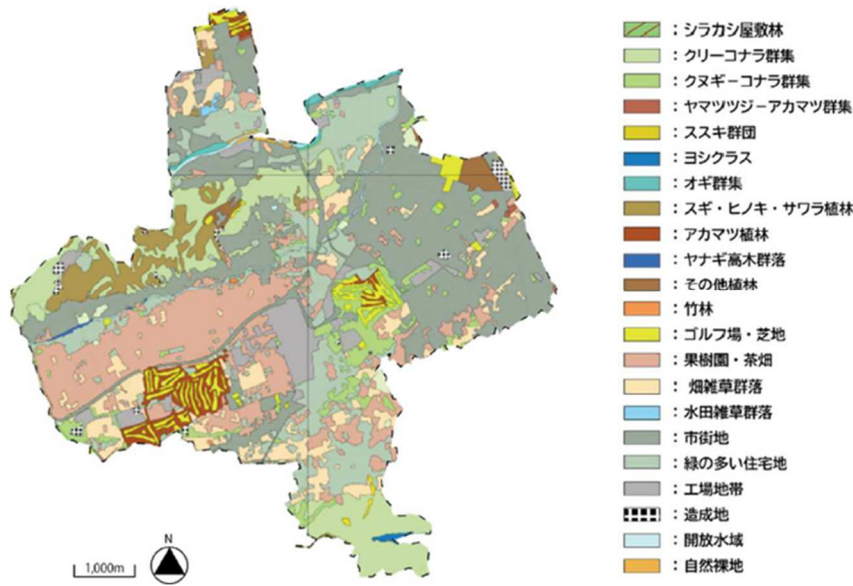 ：シラカシ屋敷林
：クリーコナラ群集
：クヌギーコナラ群集
：ヤマツツジーアカマツ群集
：ススキ群団
：ヨシクラス
：オギ群集
：スギ・ヒノキ・サワラ植林
：アカマツ植林
：ヤナギ高木群落
：その他植林
：竹林
：ゴルフ場・芝地
：果樹園・茶畑
：畑雑草群落
：水田雑草群落
：市街地
：緑の多い住宅地
：工場地帯
：造成地
：開放水域
：自然裸地
N
1,000m